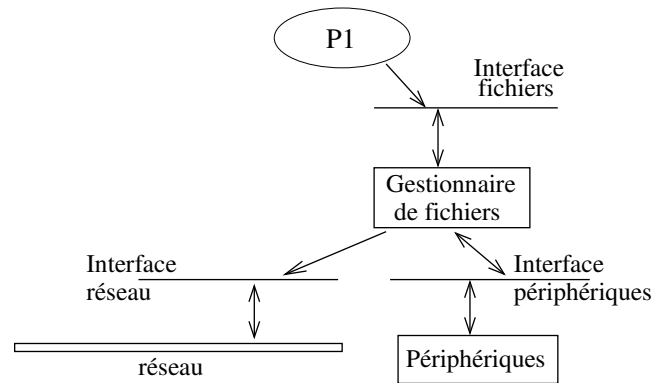 P1
Interface
fichiers
Gestionnaire
de fichiers
Interface
réseau
Interface
périphériques
réseau
Périphériques